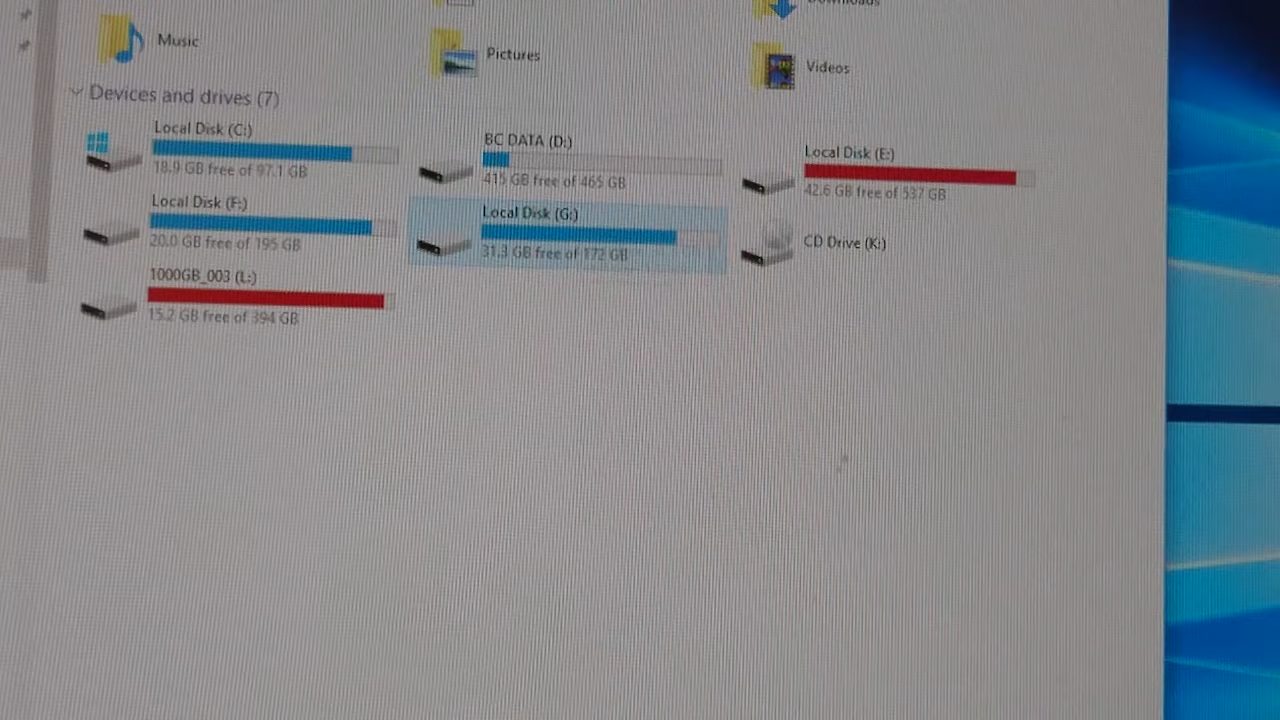 Music
Pictures
Videos
Devices and drives (7)
Local Disk (C:)
18.9 GB free of 97.1 GB
BC DATA (D:)
415 GB free of 465 GB
Local Disk (E:)
42.6 GB free of 537 GB
Local Disk (F:)
20.0 GB free of 195 GB
Local Disk (G:)
31.3 GB free of 172 GB
CD Drive (K:)
1000GB_003 (L:)
15.2 GB free of 394 GB